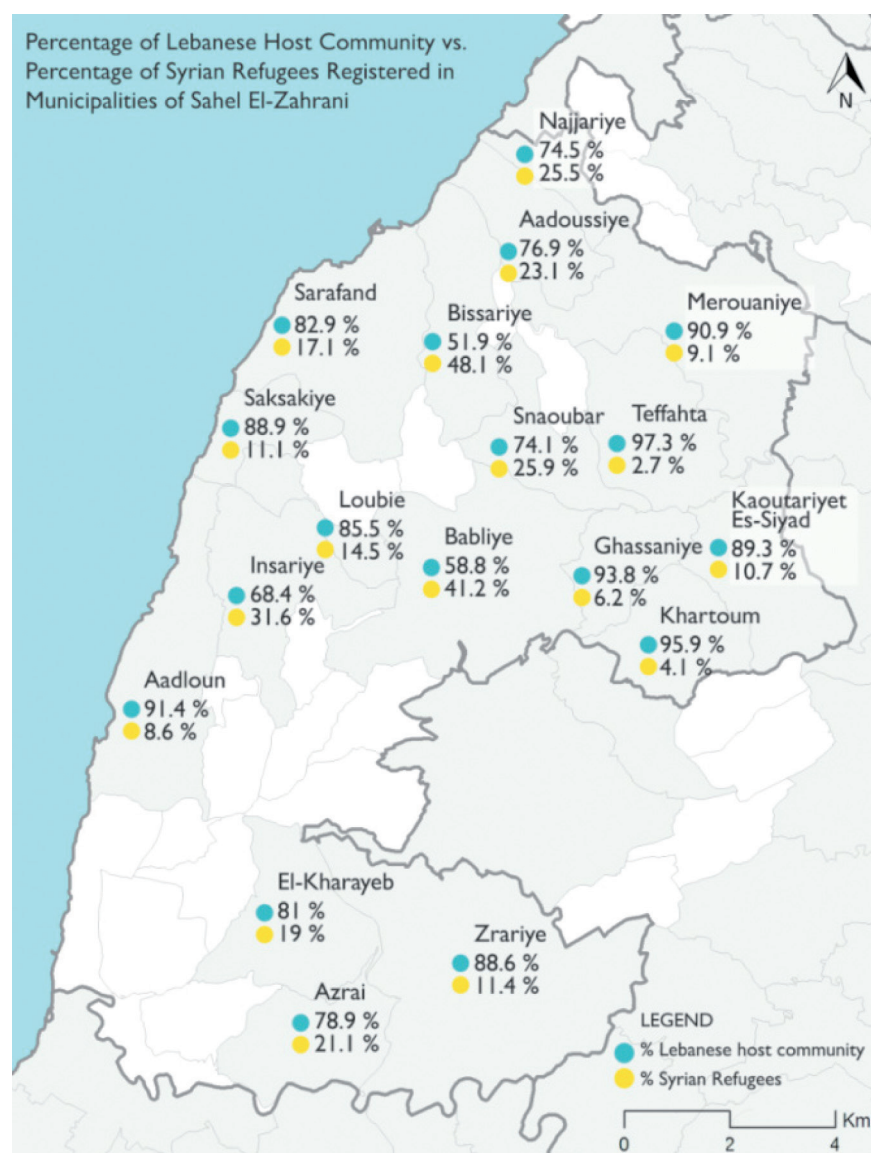 Percentage of Lebanese Host Community vs.
Percentage of Syrian Refugees Registered in
Municipalities of Sahel El-Zahrani
N
Najjariye
74.5 %
25.5 %
Aadoussiye
76.9 %
23.1 %
Sarafand
82.9 %
17.1 %
Bissariye
51.9 %
48.1 %
Merouaniye
90.9 %
9.1 %
Saksakiye
88.9 %
11.1 %
Snaoubar
74.1 %
25.9 %
Teffahta
97.3 %
2.7 %
Loubie
85.5 %
14.5 %
Babliye
58.8 %
41.2 %
Ghassaniye
93.8 %
6.2 %
Kaoutariyet
Es-Siyad
89.3 %
10.7 %
Insariye
68.4 %
31.6 %
Khartoum
95.9 %
4.1 %
Aadloun
91.4 %
8.6 %
El-Kharayeb
81 %
19 %
Zrariye
88.6 %
11.4 %
Azrai
78.9 %
21.1 %
LEGEND
% Lebanese host community
% Syrian Refugees
Km
0 2 4